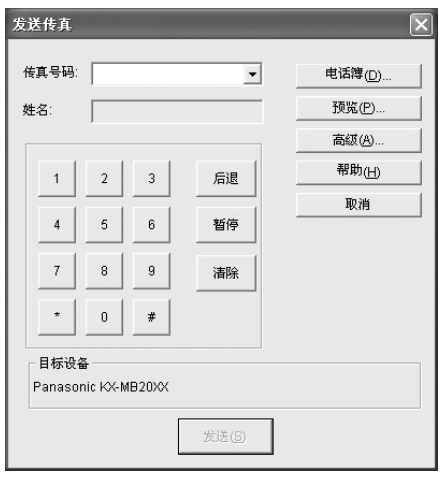 发送传真
传真号码:
姓名:
电话簿(D)...
预览(P)...
高级(A)...
帮助(H)
取消
1 2 3 后退
4 5 6 暂停
7 8 9 清除
* 0 #
目标设备
Panasonic KX-MB20XX
发送(S)